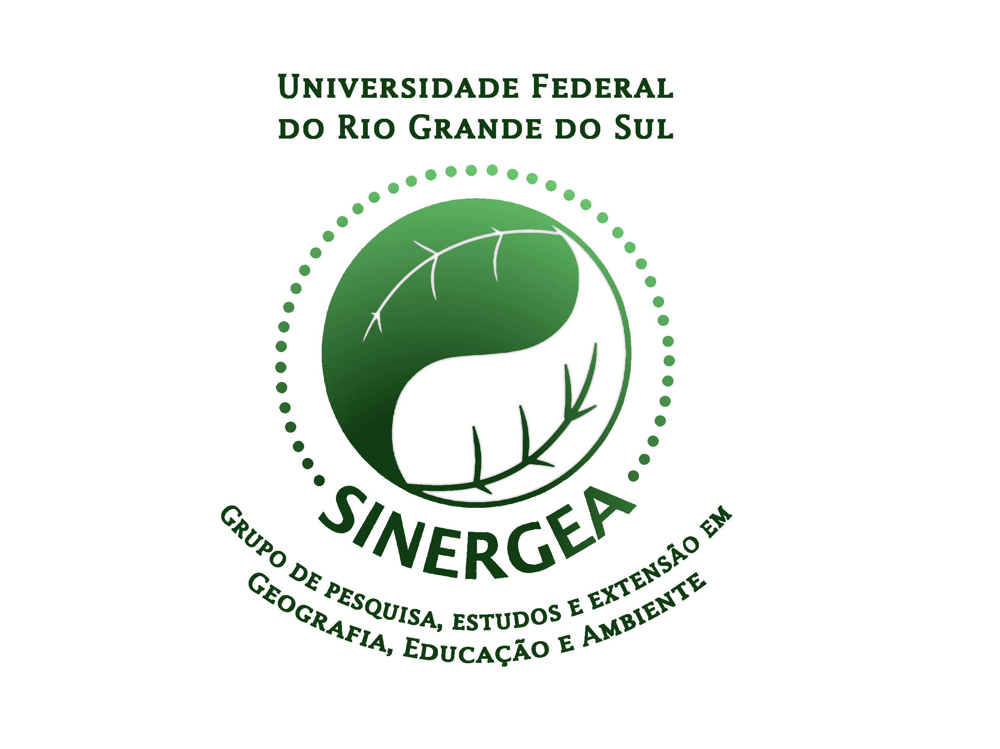 Universidade Federal
do Rio Grande do Sul
SINERGEA
Grupo de pesquisa, estudos e extensão em
Geografia, Educação e Ambiente